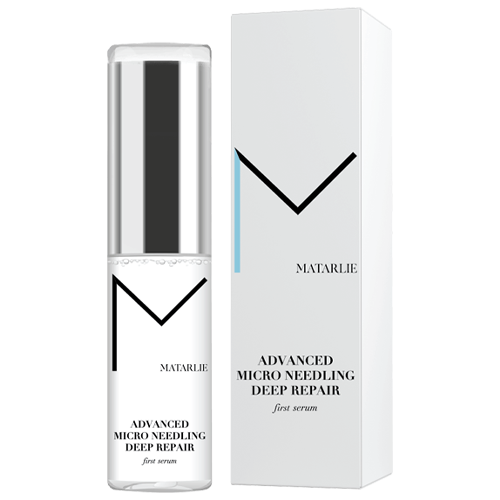 MATARLIE
ADVANCED
MICRO NEEDLING
DEEP REPAIR
first serum
MATARLIE
ADVANCED
MICRO NEEDLING
DEEP REPAIR
first serum